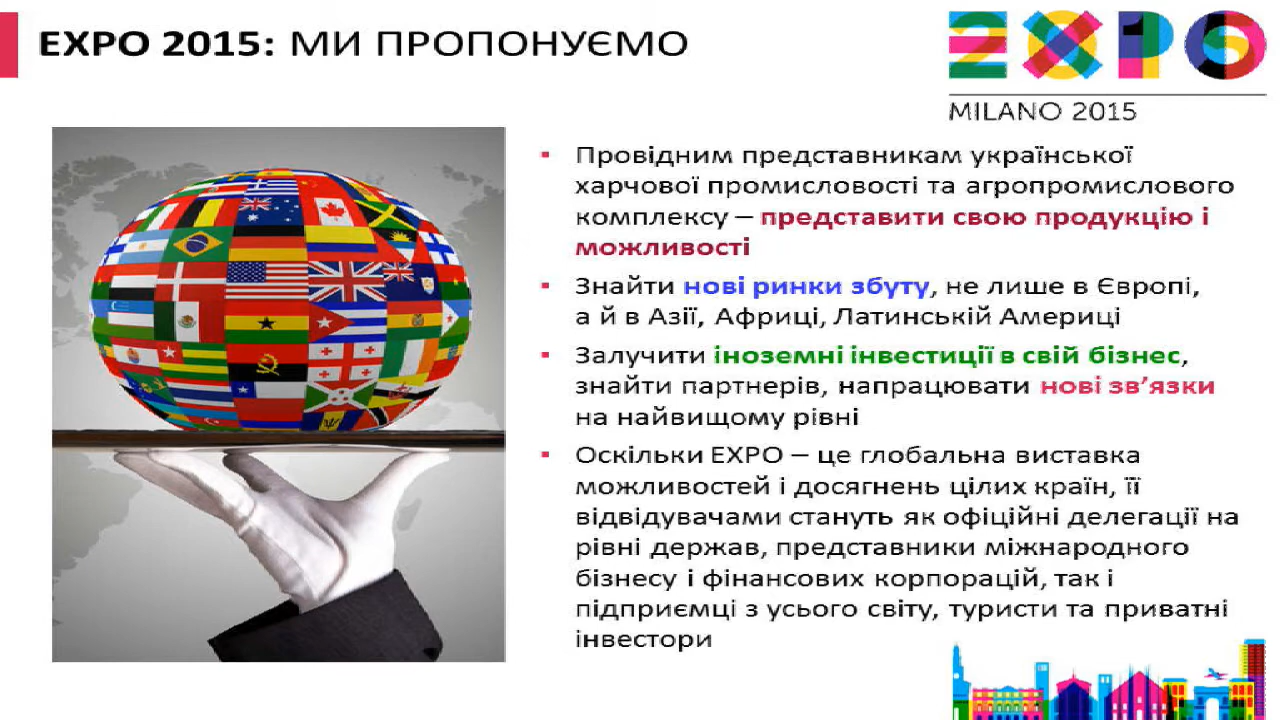 EXPO 2015: МИ ПРОПОНУЄМО
EXPO
MILANO 2015
▪ Провідним представникам української
харчової промисловості та агропромислового
комплексу – представити свою продукцію і
можливості
▪ Знайти нові ринки збуту, не лише в Європі,
а й в Азії, Африці, Латинській Америці
▪ Залучити іноземні інвестиції в свій бізнес,
знайти партнерів, напрацювати нові зв’язки
на найвищому рівні
▪ Оскільки EXPO – це глобальна виставка
можливостей і досягнень цілих країн, її
відвідувачами стануть як офіційні делегації на
рівні держав, представники міжнародного
бізнесу і фінансових корпорацій, так і
підприємці з усього світу, туристи та приватні
інвестори